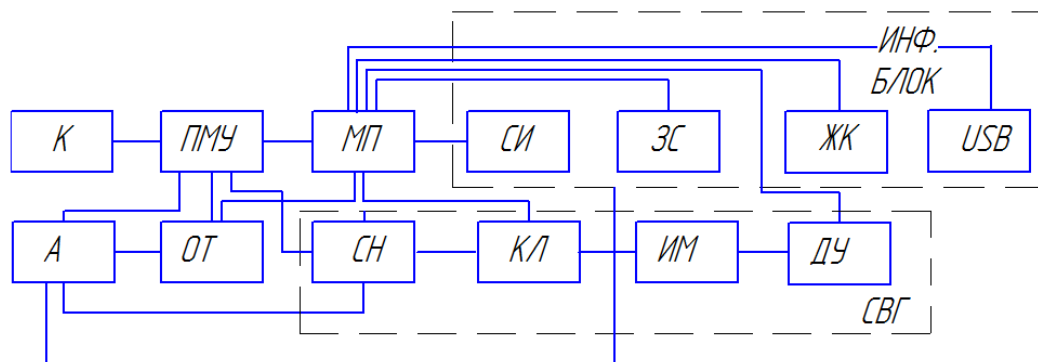 ИНФ.
БЛОК
К ПМУ МП СИ ЗС ЖК USB
А ОТ СН КЛ ИМ ДУ
СВГ